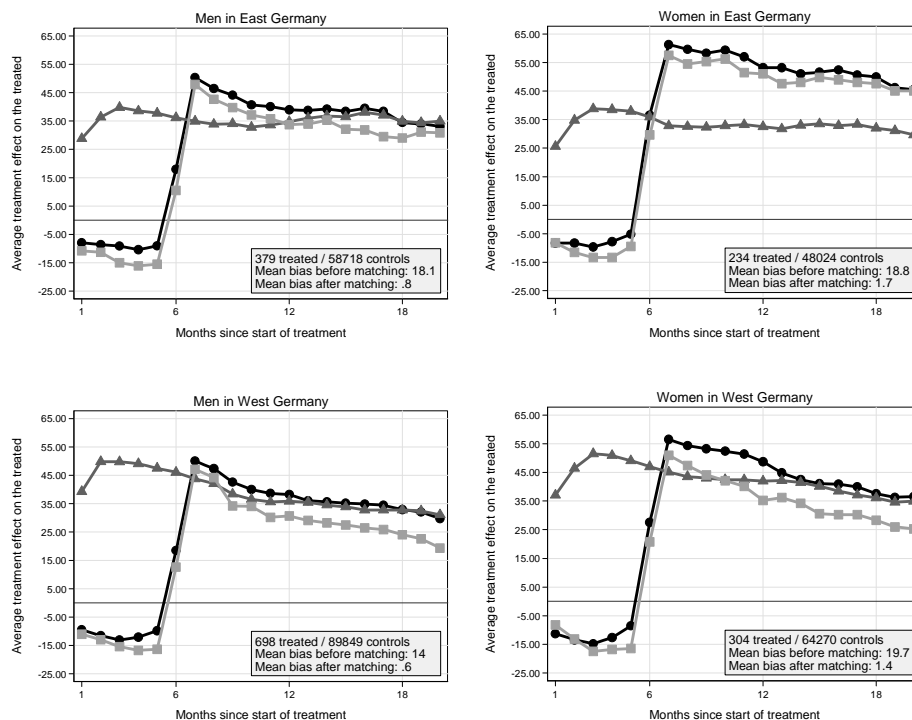 Men in East Germany
Average treatment effect on the treated
65.00
55.00
45.00
35.00
25.00
15.00
5.00
-5.00
-15.00
-25.00
379 treated / 58718 controls
Mean bias before matching: 18.1
Mean bias after matching: .8
1 6 12 18
Months since start of treatment
Women in East Germany
Average treatment effect on the treated
65.00
55.00
45.00
35.00
25.00
15.00
5.00
-5.00
-15.00
-25.00
234 treated / 48024 controls
Mean bias before matching: 18.8
Mean bias after matching: 1.7
1 6 12 18
Months since start of treatment
Men in West Germany
Average treatment effect on the treated
65.00
55.00
45.00
35.00
25.00
15.00
5.00
-5.00
-15.00
-25.00
698 treated / 89849 controls
Mean bias before matching: 14
Mean bias after matching: .6
1 6 12 18
Months since start of treatment
Women in West Germany
Average treatment effect on the treated
65.00
55.00
45.00
35.00
25.00
15.00
5.00
-5.00
-15.00
-25.00
304 treated / 64270 controls
Mean bias before matching: 19.7
Mean bias after matching: 1.4
1 6 12 18
Months since start of treatment